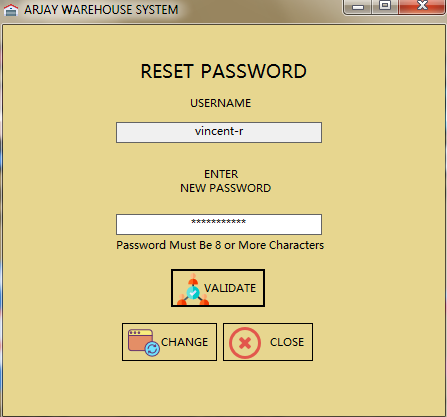 ARJAY WAREHOUSE SYSTEM
RESET PASSWORD
USERNAME
vincent-r
ENTER
NEW PASSWORD
***********
Password Must Be 8 or More Characters
VALIDATE
CHANGE
CLOSE